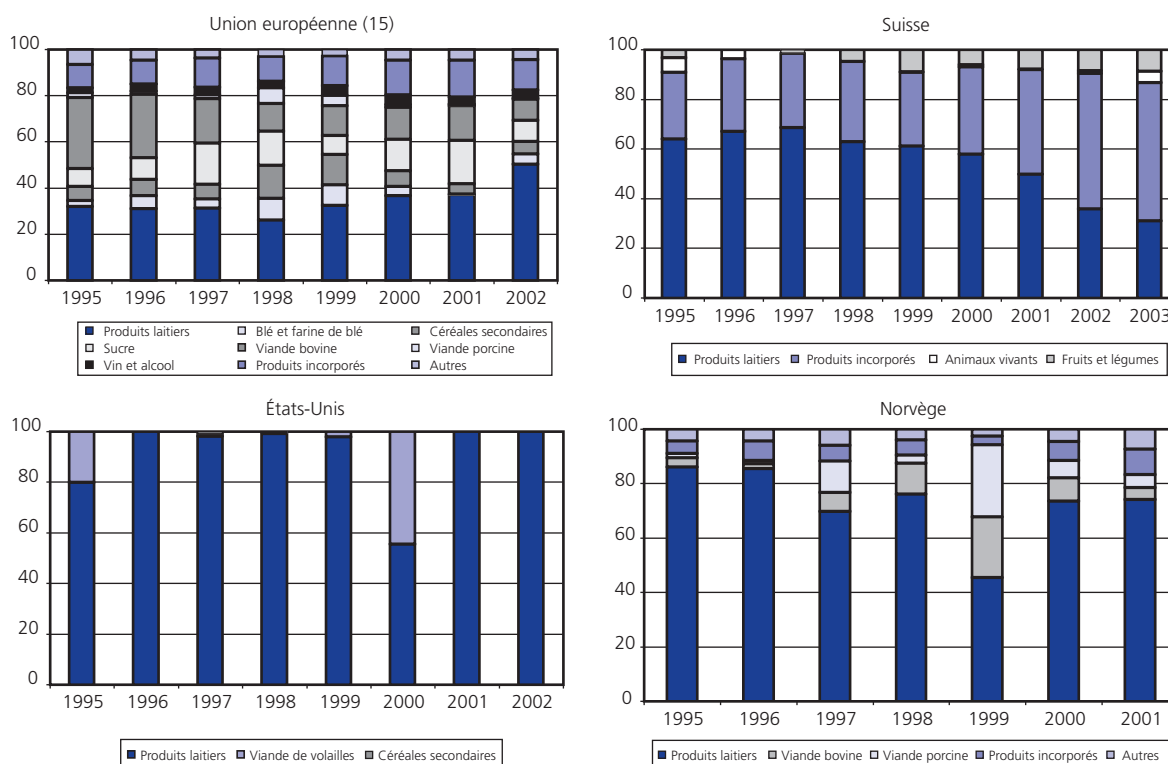 Union européenne (15)
100
80
60
40
20
0
1995 1996 1997 1998 1999 2000 2001 2002
Produits laitiers Blé et farine de blé Céréales secondaires
Sucre Viande bovine Viande porcine
Vin et alcool Produits incorporés Autres
Suisse
100
80
60
40
20
0
1995 1996 1997 1998 1999 2000 2001 2002 2003
Produits laitiers Produits incorporés Animaux vivants Fruits et légumes
États-Unis
100
80
60
40
20
0
1995 1996 1997 1998 1999 2000 2001 2002
Produits laitiers Viande de volailles Céréales secondaires
Norvège
100
80
60
40
20
0
1995 1996 1997 1998 1999 2000 2001
Produits laitiers Viande bovine Viande porcine Produits incorporés Autres